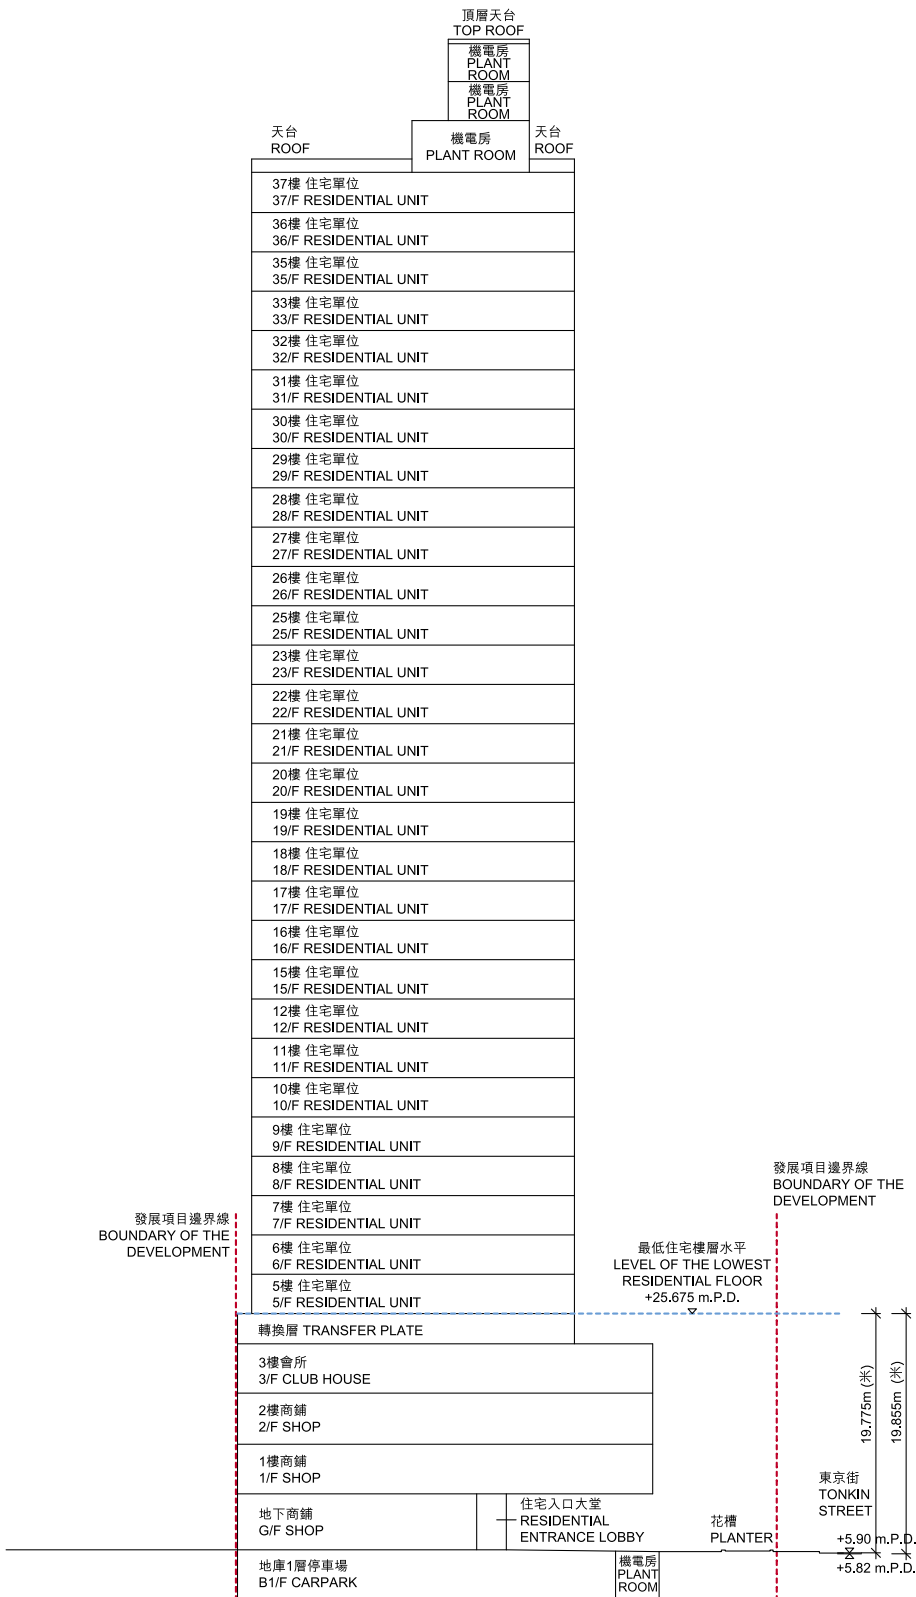 頂層天台
TOP ROOF
機電房
PLANT
ROOM
機電房
PLANT
ROOM
天台
ROOF
機電房
PLANT ROOM
天台
ROOF
37樓 住宅單位
37/F RESIDENTIAL UNIT
36樓 住宅單位
36/F RESIDENTIAL UNIT
35樓 住宅單位
35/F RESIDENTIAL UNIT
33樓 住宅單位
33/F RESIDENTIAL UNIT
32樓 住宅單位
32/F RESIDENTIAL UNIT
31樓 住宅單位
31/F RESIDENTIAL UNIT
30樓 住宅單位
30/F RESIDENTIAL UNIT
29樓 住宅單位
29/F RESIDENTIAL UNIT
28樓 住宅單位
28/F RESIDENTIAL UNIT
27樓 住宅單位
27/F RESIDENTIAL UNIT
26樓 住宅單位
26/F RESIDENTIAL UNIT
25樓 住宅單位
25/F RESIDENTIAL UNIT
23樓 住宅單位
23/F RESIDENTIAL UNIT
22樓 住宅單位
22/F RESIDENTIAL UNIT
21樓 住宅單位
21/F RESIDENTIAL UNIT
20樓 住宅單位
20/F RESIDENTIAL UNIT
19樓 住宅單位
19/F RESIDENTIAL UNIT
18樓 住宅單位
18/F RESIDENTIAL UNIT
17樓 住宅單位
17/F RESIDENTIAL UNIT
16樓 住宅單位
16/F RESIDENTIAL UNIT
15樓 住宅單位
15/F RESIDENTIAL UNIT
12樓 住宅單位
12/F RESIDENTIAL UNIT
11樓 住宅單位
11/F RESIDENTIAL UNIT
10樓 住宅單位
10/F RESIDENTIAL UNIT
9樓 住宅單位
9/F RESIDENTIAL UNIT
8樓 住宅單位
8/F RESIDENTIAL UNIT
7樓 住宅單位
7/F RESIDENTIAL UNIT
6樓 住宅單位
6/F RESIDENTIAL UNIT
5樓 住宅單位
5/F RESIDENTIAL UNIT
發展項目邊界線
BOUNDARY OF THE
DEVELOPMENT
發展項目邊界線
BOUNDARY OF THE
DEVELOPMENT
最低住宅樓層水平
LEVEL OF THE LOWEST
RESIDENTIAL FLOOR
+25.675 m.P.D.
轉換層 TRANSFER PLATE
3樓會所
3/F CLUB HOUSE
2樓商鋪
2/F SHOP
1樓商鋪
1/F SHOP
地下商鋪
G/F SHOP
住宅入口大堂
RESIDENTIAL
ENTRANCE LOBBY
花槽
PLANTER
19.775m (米)
19.855m (米)
東京街
TONKIN
STREET
+5.90 m.P.D.
+5.82 m.P.D.
地庫1層停車場
B1/F CARPARK
機電房
PLANT
ROOM